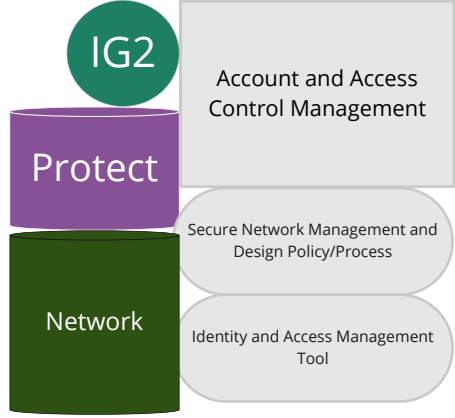 IG2
Account and Access
Control Management
Protect
Secure Network Management and
Design Policy/Process
Network
Identity and Access Management
Tool